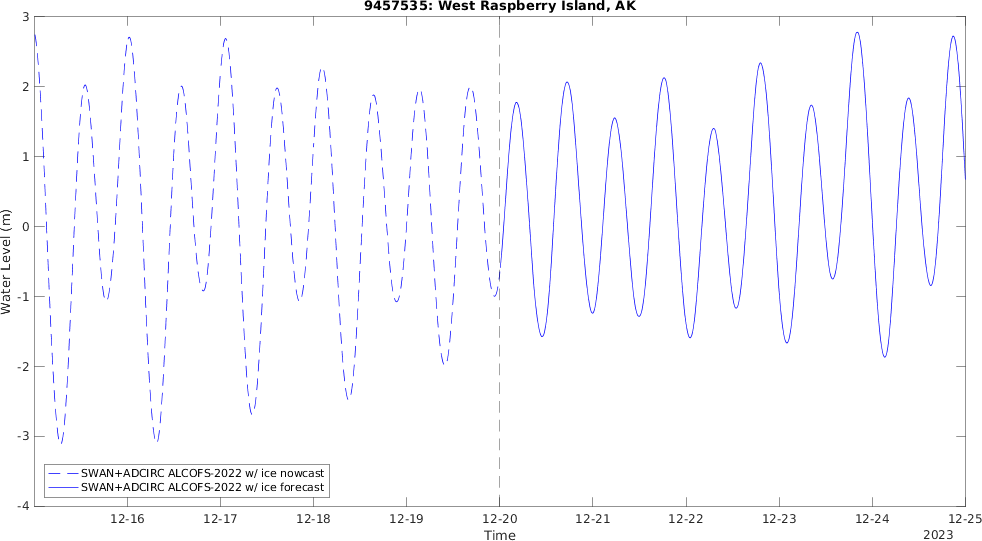 9457535: West Raspberry Island, AK
3
2
1
0
-1
-2
-3
-4
Water Level (m)
SWAN+ADCIRC ALCOFS-2022 w/ ice nowcast
SWAN+ADCIRC ALCOFS-2022 w/ ice forecast
12-16 12-17 12-18 12-19 12-20 12-21 12-22 12-23 12-24 12-25
Time
2023